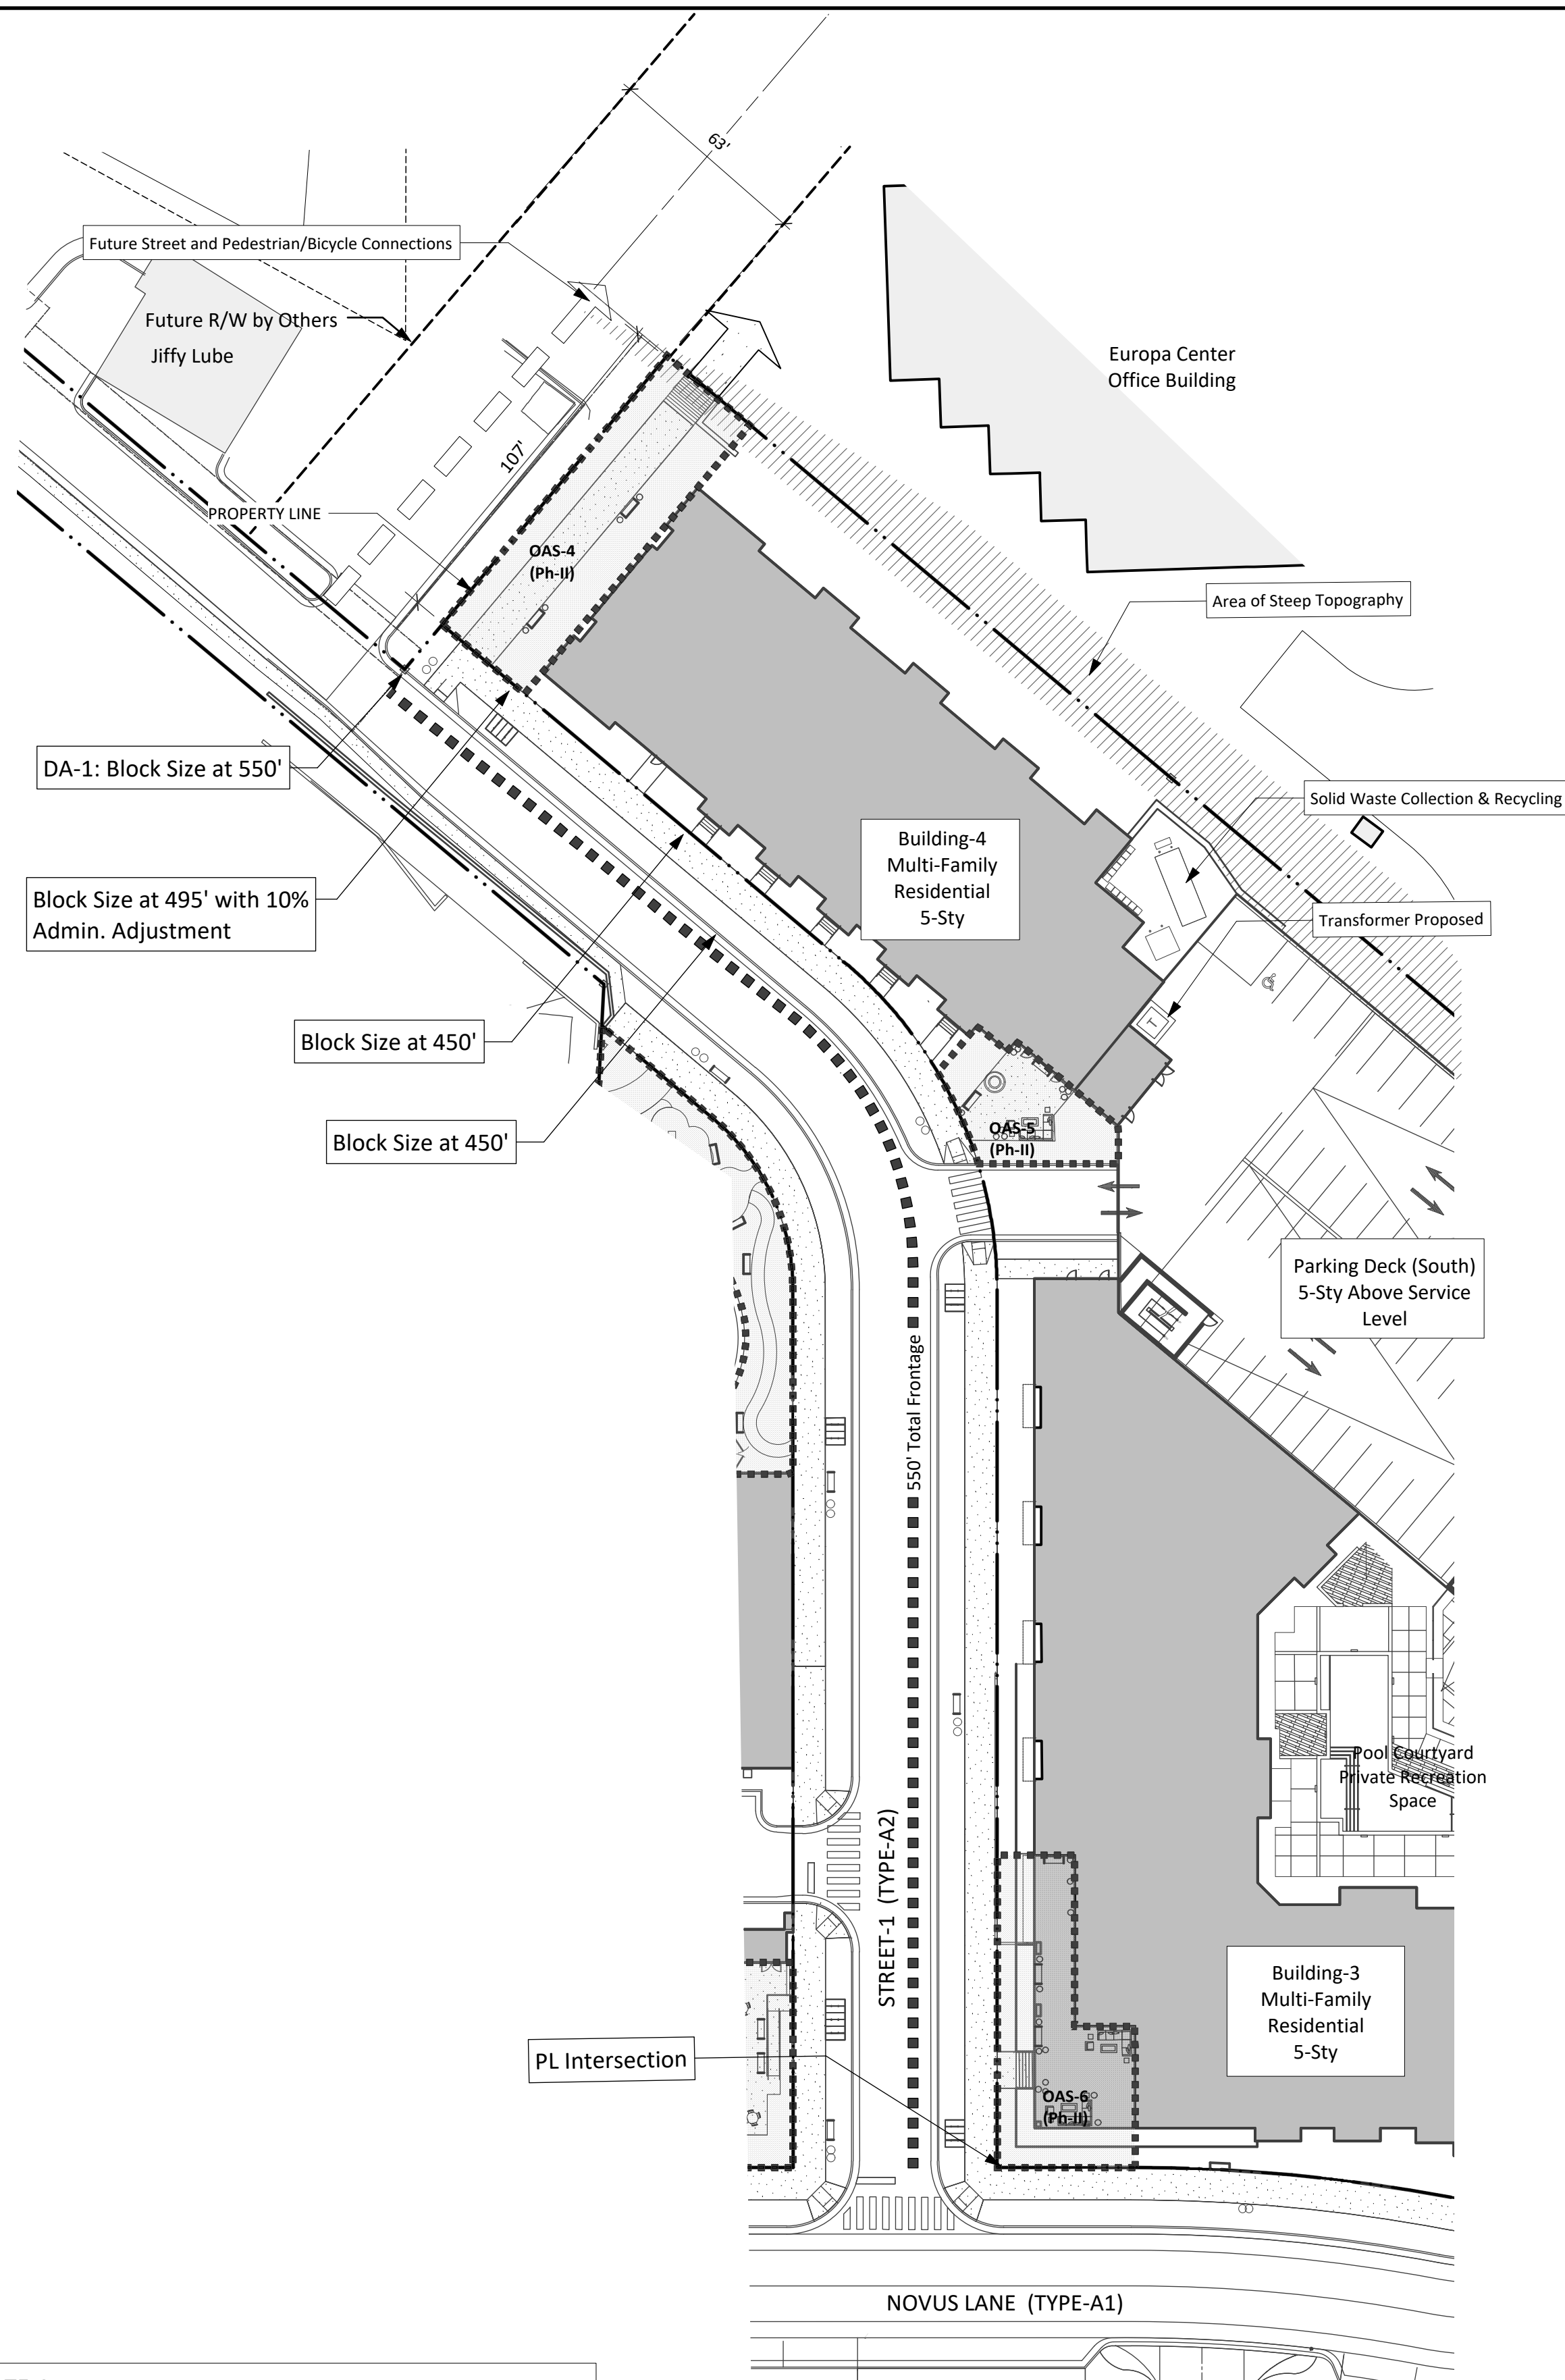 63'
Future Street and Pedestrian/Bicycle Connections
Future R/W by Others
Jiffy Lube
Europa Center
Office Building
107'
PROPERTY LINE
OAS-4
(Ph-II)
Area of Steep Topography
DA-1: Block Size at 550'
Solid Waste Collection & Recycling
Building-4
Multi-Family
Residential
5-Sty
Block Size at 495' with 10%
Admin. Adjustment
Transformer Proposed
T
Block Size at 450'
Block Size at 450'
OAS-5
(Ph-II)
Parking Deck (South)
5-Sty Above Service
Level
550' Total Frontage
Pool Courtyard
Private Recreation
Space
STREET-1 (TYPE-A2)
Building-3
Multi-Family
Residential
5-Sty
PL Intersection
OAS-6
(Ph-II)
NOVUS LANE (TYPE-A1)